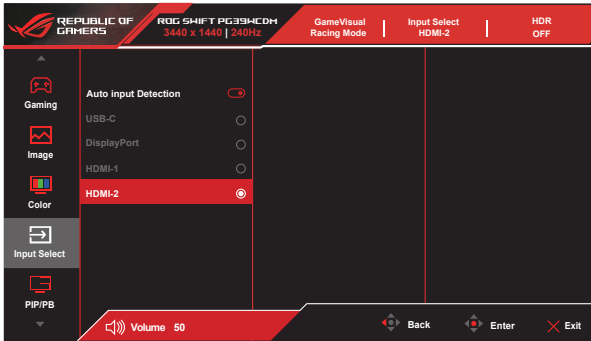 REPUBLIC OF
GAMERS
ROG SWIFT PG39WCDM
3440 x 1440 | 240Hz
GameVisual
Racing Mode
Input Select
HDMI-2
HDR
OFF
Gaming
Image
Color
Input Select
PIP/PB
Auto input Detection
USB-C
DisplayPort
HDMI-1
HDMI-2
Volume 50
Back
Enter
Exit